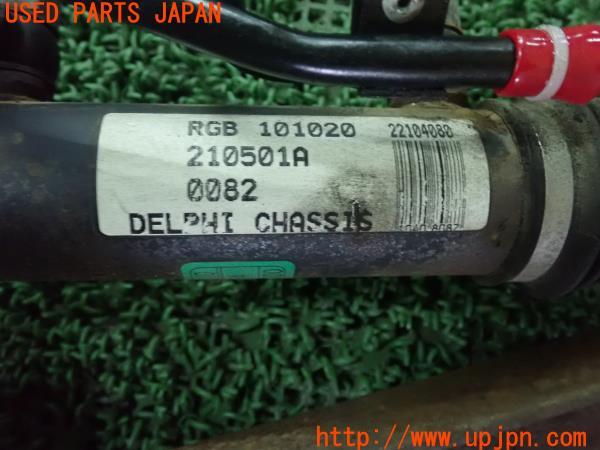 USED PARTS JAPAN
RGB 101020
22104080
210501A
0082
DELPHI CHASSIS
http://www.upjpn.com/